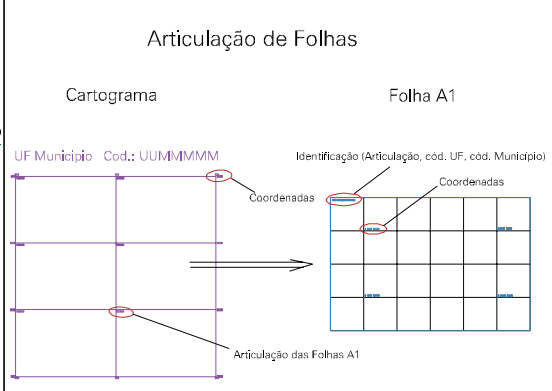 Articulação de Folhas
Cartograma
Folha A1
UF Município Cod.: UUMMMMM
Identificação (Articulação, cód. UF, cód. Município)
Coordenadas
Coordenadas
Articulação das Folhas A1